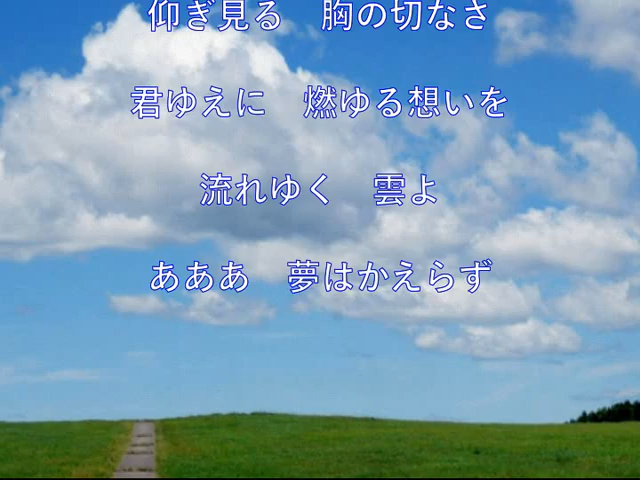 仰ぎ見る　胸の切なさ
君ゆえに　燃ゆる想いを
流れゆく　雲よ
あああ　夢はかえらず